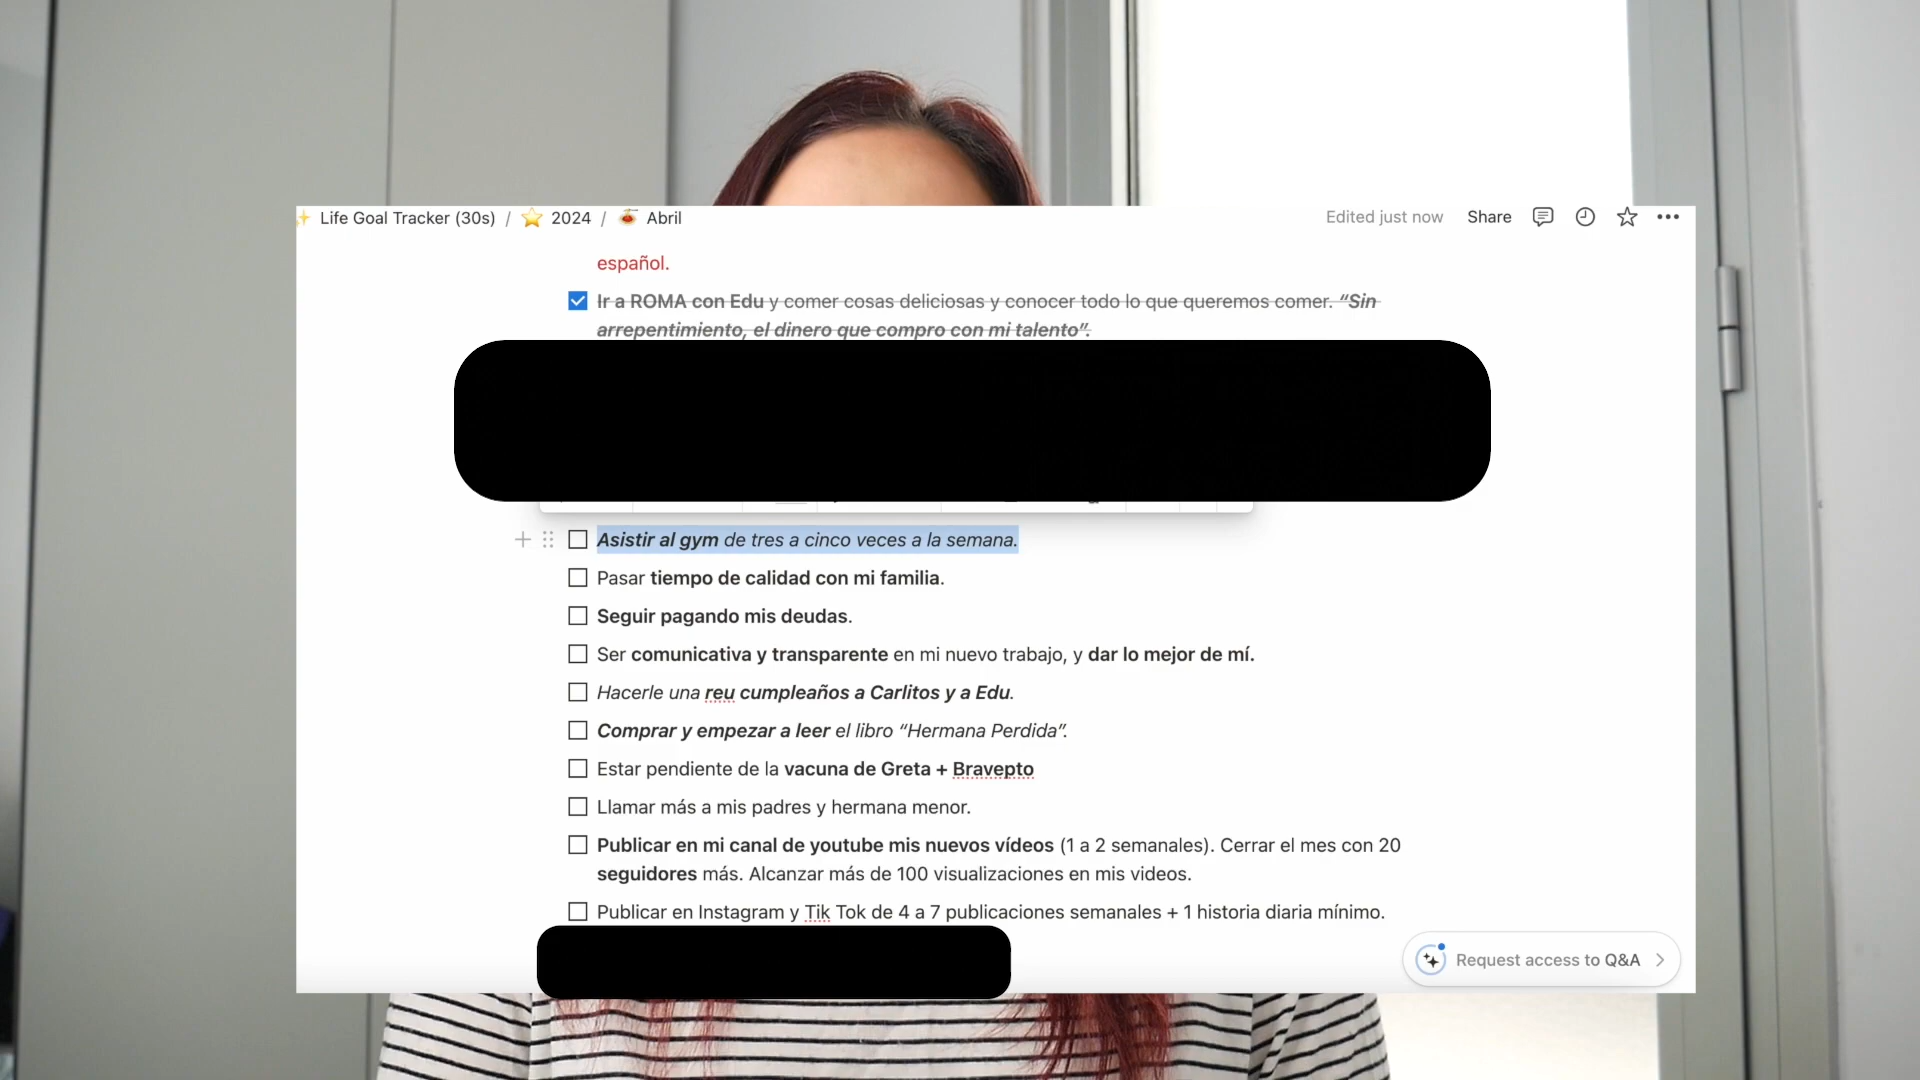 Life Goal Tracker (30s) / 2024 / Abril
Edited just now Share
español.
Ir a ROMA con Edu y comer cosas deliciosas y conocer todo lo que queremos comer. “Sin
arrepentimiento, el dinero que compro con mi talento”.
Asistir al gym de tres a cinco veces a la semana.
Pasar tiempo de calidad con mi familia.
Seguir pagando mis deudas.
Ser comunicativa y transparente en mi nuevo trabajo, y dar lo mejor de mí.
Hacerle una reu cumpleaños a Carlitos y a Edu.
Comprar y empezar a leer el libro “Hermana Perdida”.
Estar pendiente de la vacuna de Greta + Bravepto
Llamar más a mis padres y hermana menor.
Publicar en mi canal de youtube mis nuevos vídeos (1 a 2 semanales). Cerrar el mes con 20
seguidores más. Alcanzar más de 100 visualizaciones en mis videos.
Publicar en Instagram y Tik Tok de 4 a 7 publicaciones semanales + 1 historia diaria mínimo.
Request access to Q&A